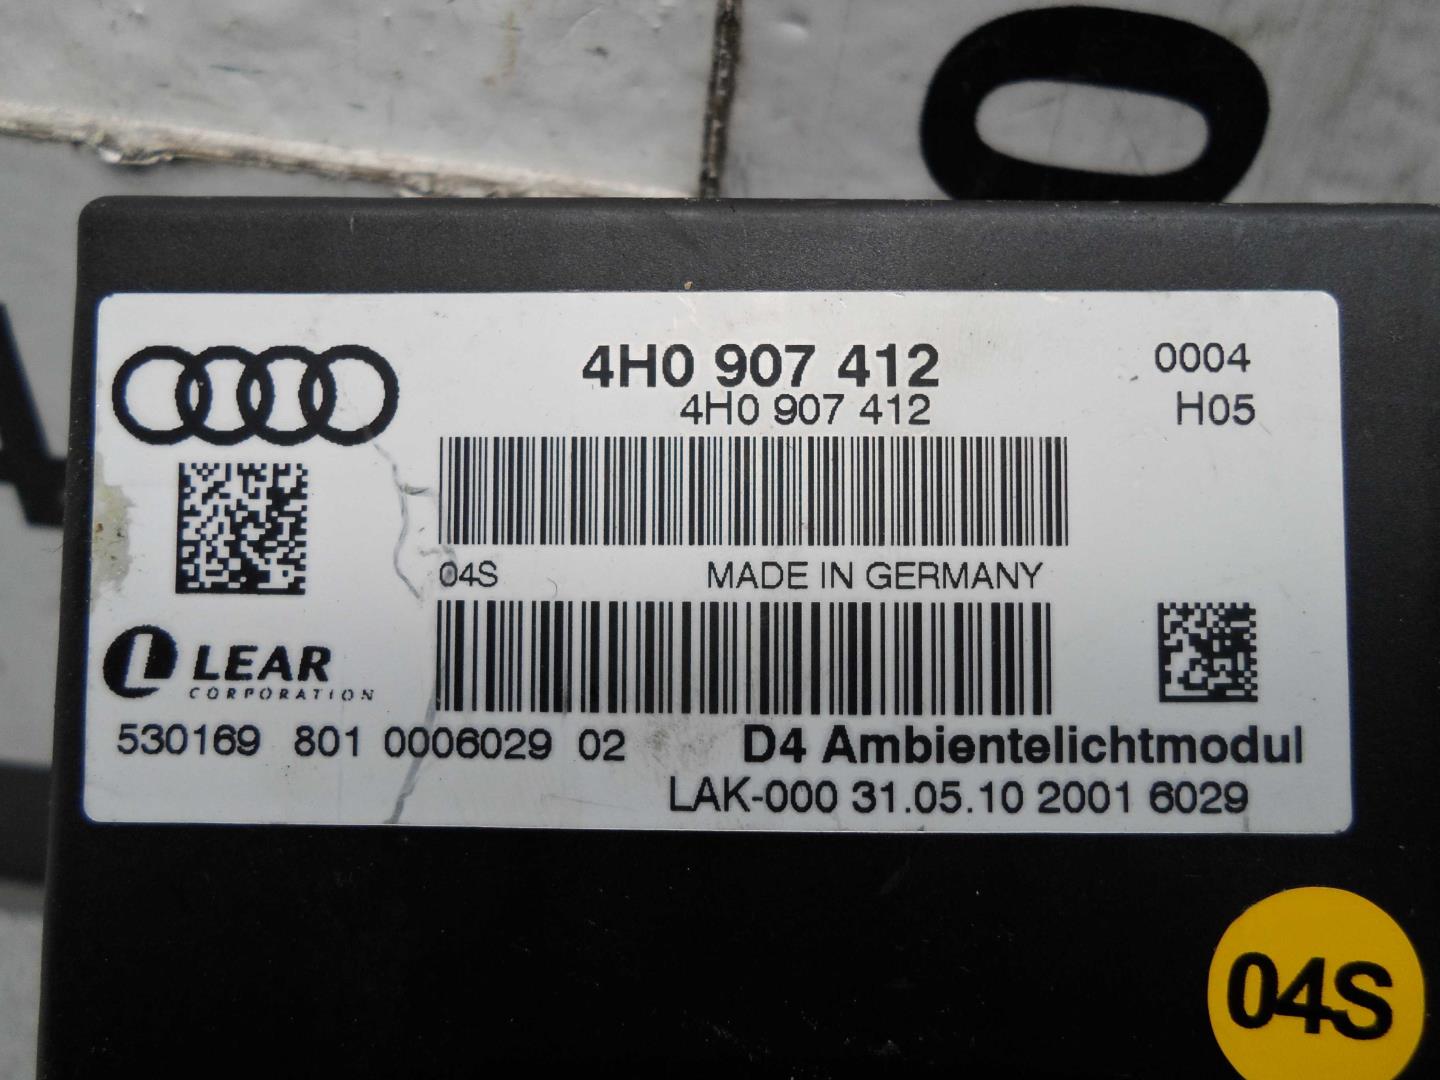 4H0 907 412
0004
4H0 907 412
H05
04S
MADE IN GERMANY
L LEAR
CORPORATION
530169 801 0006029 02
D4 Ambientelichtmodul
LAK-000 31.05.10 2001 6029
04S